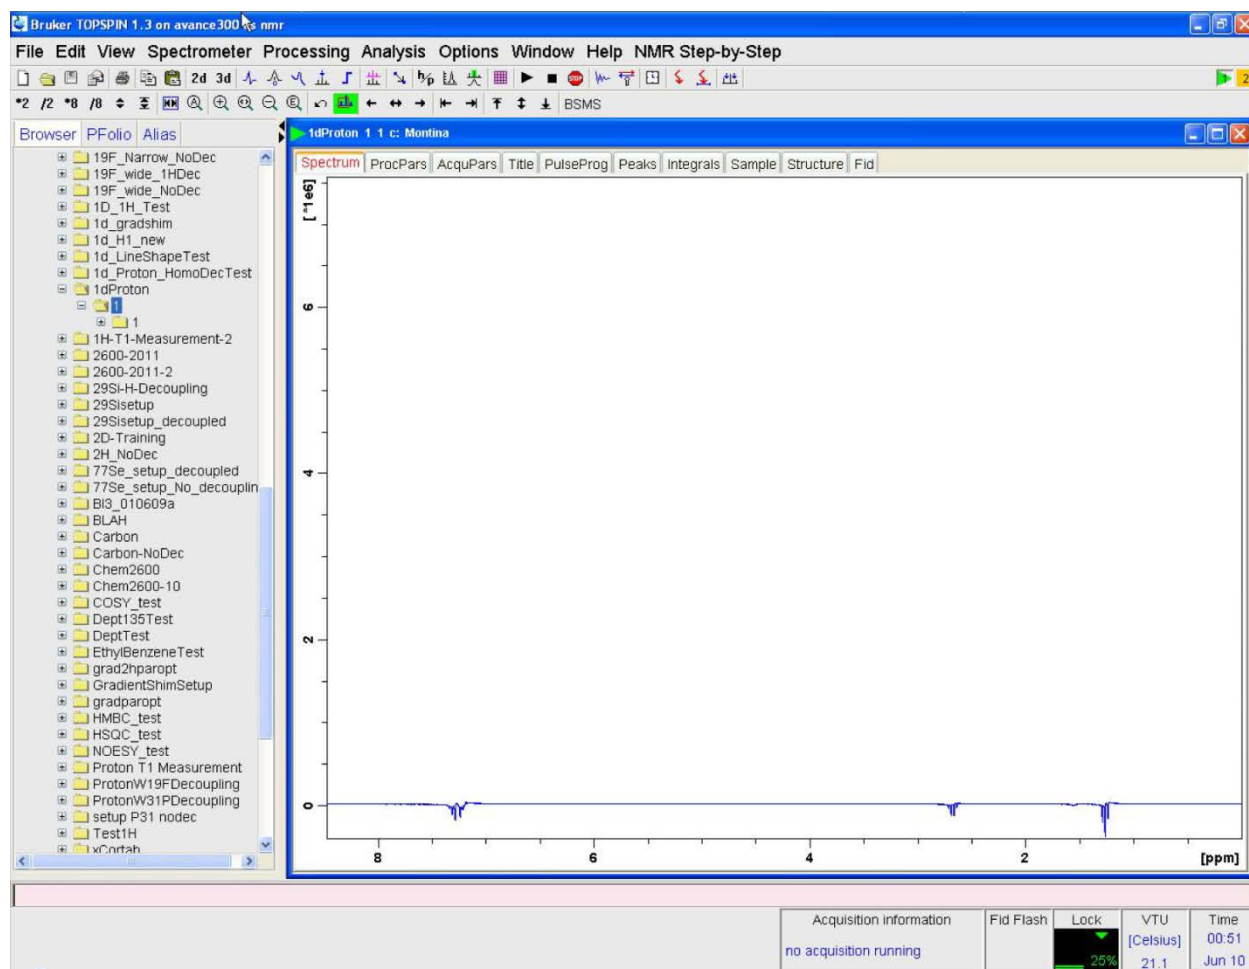 Bruker TOPSPIN 1.3 on avance300 as nmr
File Edit View Spectrometer Processing Analysis Options Window Help NMR Step-by-Step
2d 3d
*2 /2 *8 /8 BSMS
Browser PFolio Alias
19F_Narrow_NoDec
19F_wide_1HDec
19F_wide_NoDec
1D_1H_Test
1d_gradshim
1d_H1_new
1d_LineShapeTest
1d_Proton_HomoDecTest
1dProton
1
1
1H-T1-Measurement-2
2600-2011
2600-2011-2
29Si-H-Decoupling
29Sisetup
29Sisetup_decoupled
2D-Training
2H_NoDec
77Se_setup_decoupled
77Se_setup_No_decouplin
BI3_010609a
BLAH
Carbon
Carbon-NoDec
Chem2600
Chem2600-10
COSY_test
Dept135Test
DeptTest
EthylBenzeneTest
grad2hparopt
GradientShimSetup
gradparopt
HMBC_test
HSQC_test
NOESY_test
Proton T1 Measurement
ProtonW19FDecoupling
ProtonW31PDecoupling
setup P31 nodec
Test1H
xCortab
1dProton 1 1 c: Montina
Spectrum ProcPars AcquPars Title PulseProg Peaks Integrals Sample Structure Fid
[*1e6]
6
4
2
0
8 6 4 2 [ppm]
Acquisition information
no acquisition running
Fid Flash
Lock
25%
VTU
[Celsius]
21.1
Time
00:51
Jun 10